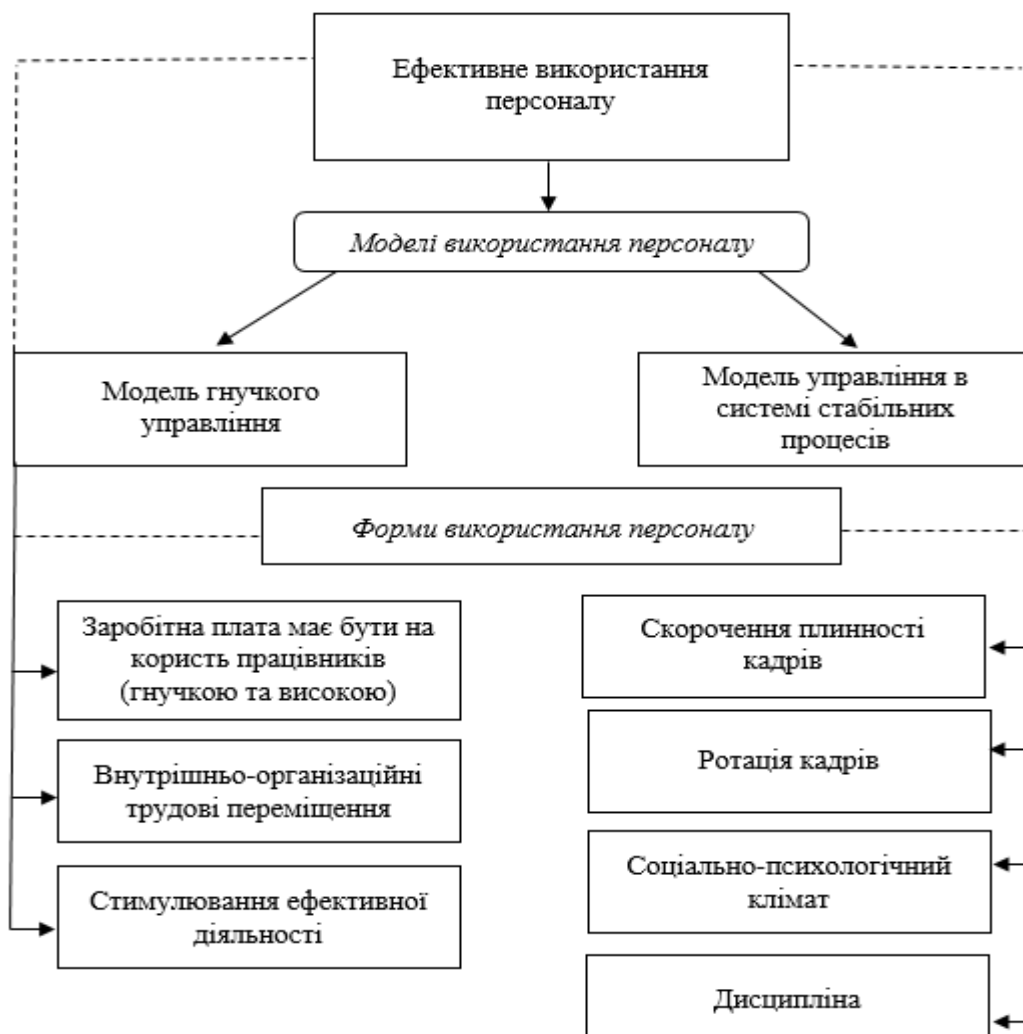 Ефективне використання
персоналу
Моделі використання персоналу
Модель гнучкого
управління
Модель управління в
системі стабільних
процесів
Форми використання персоналу
Заробітна плата має бути на
користь працівників
(гнучкою та високою)
Внутрішньо-організаційні
трудові переміщення
Стимулювання ефективної
діяльності
Скорочення плинності
кадрів
Ротація кадрів
Соціально-психологічний
клімат
Дисципліна